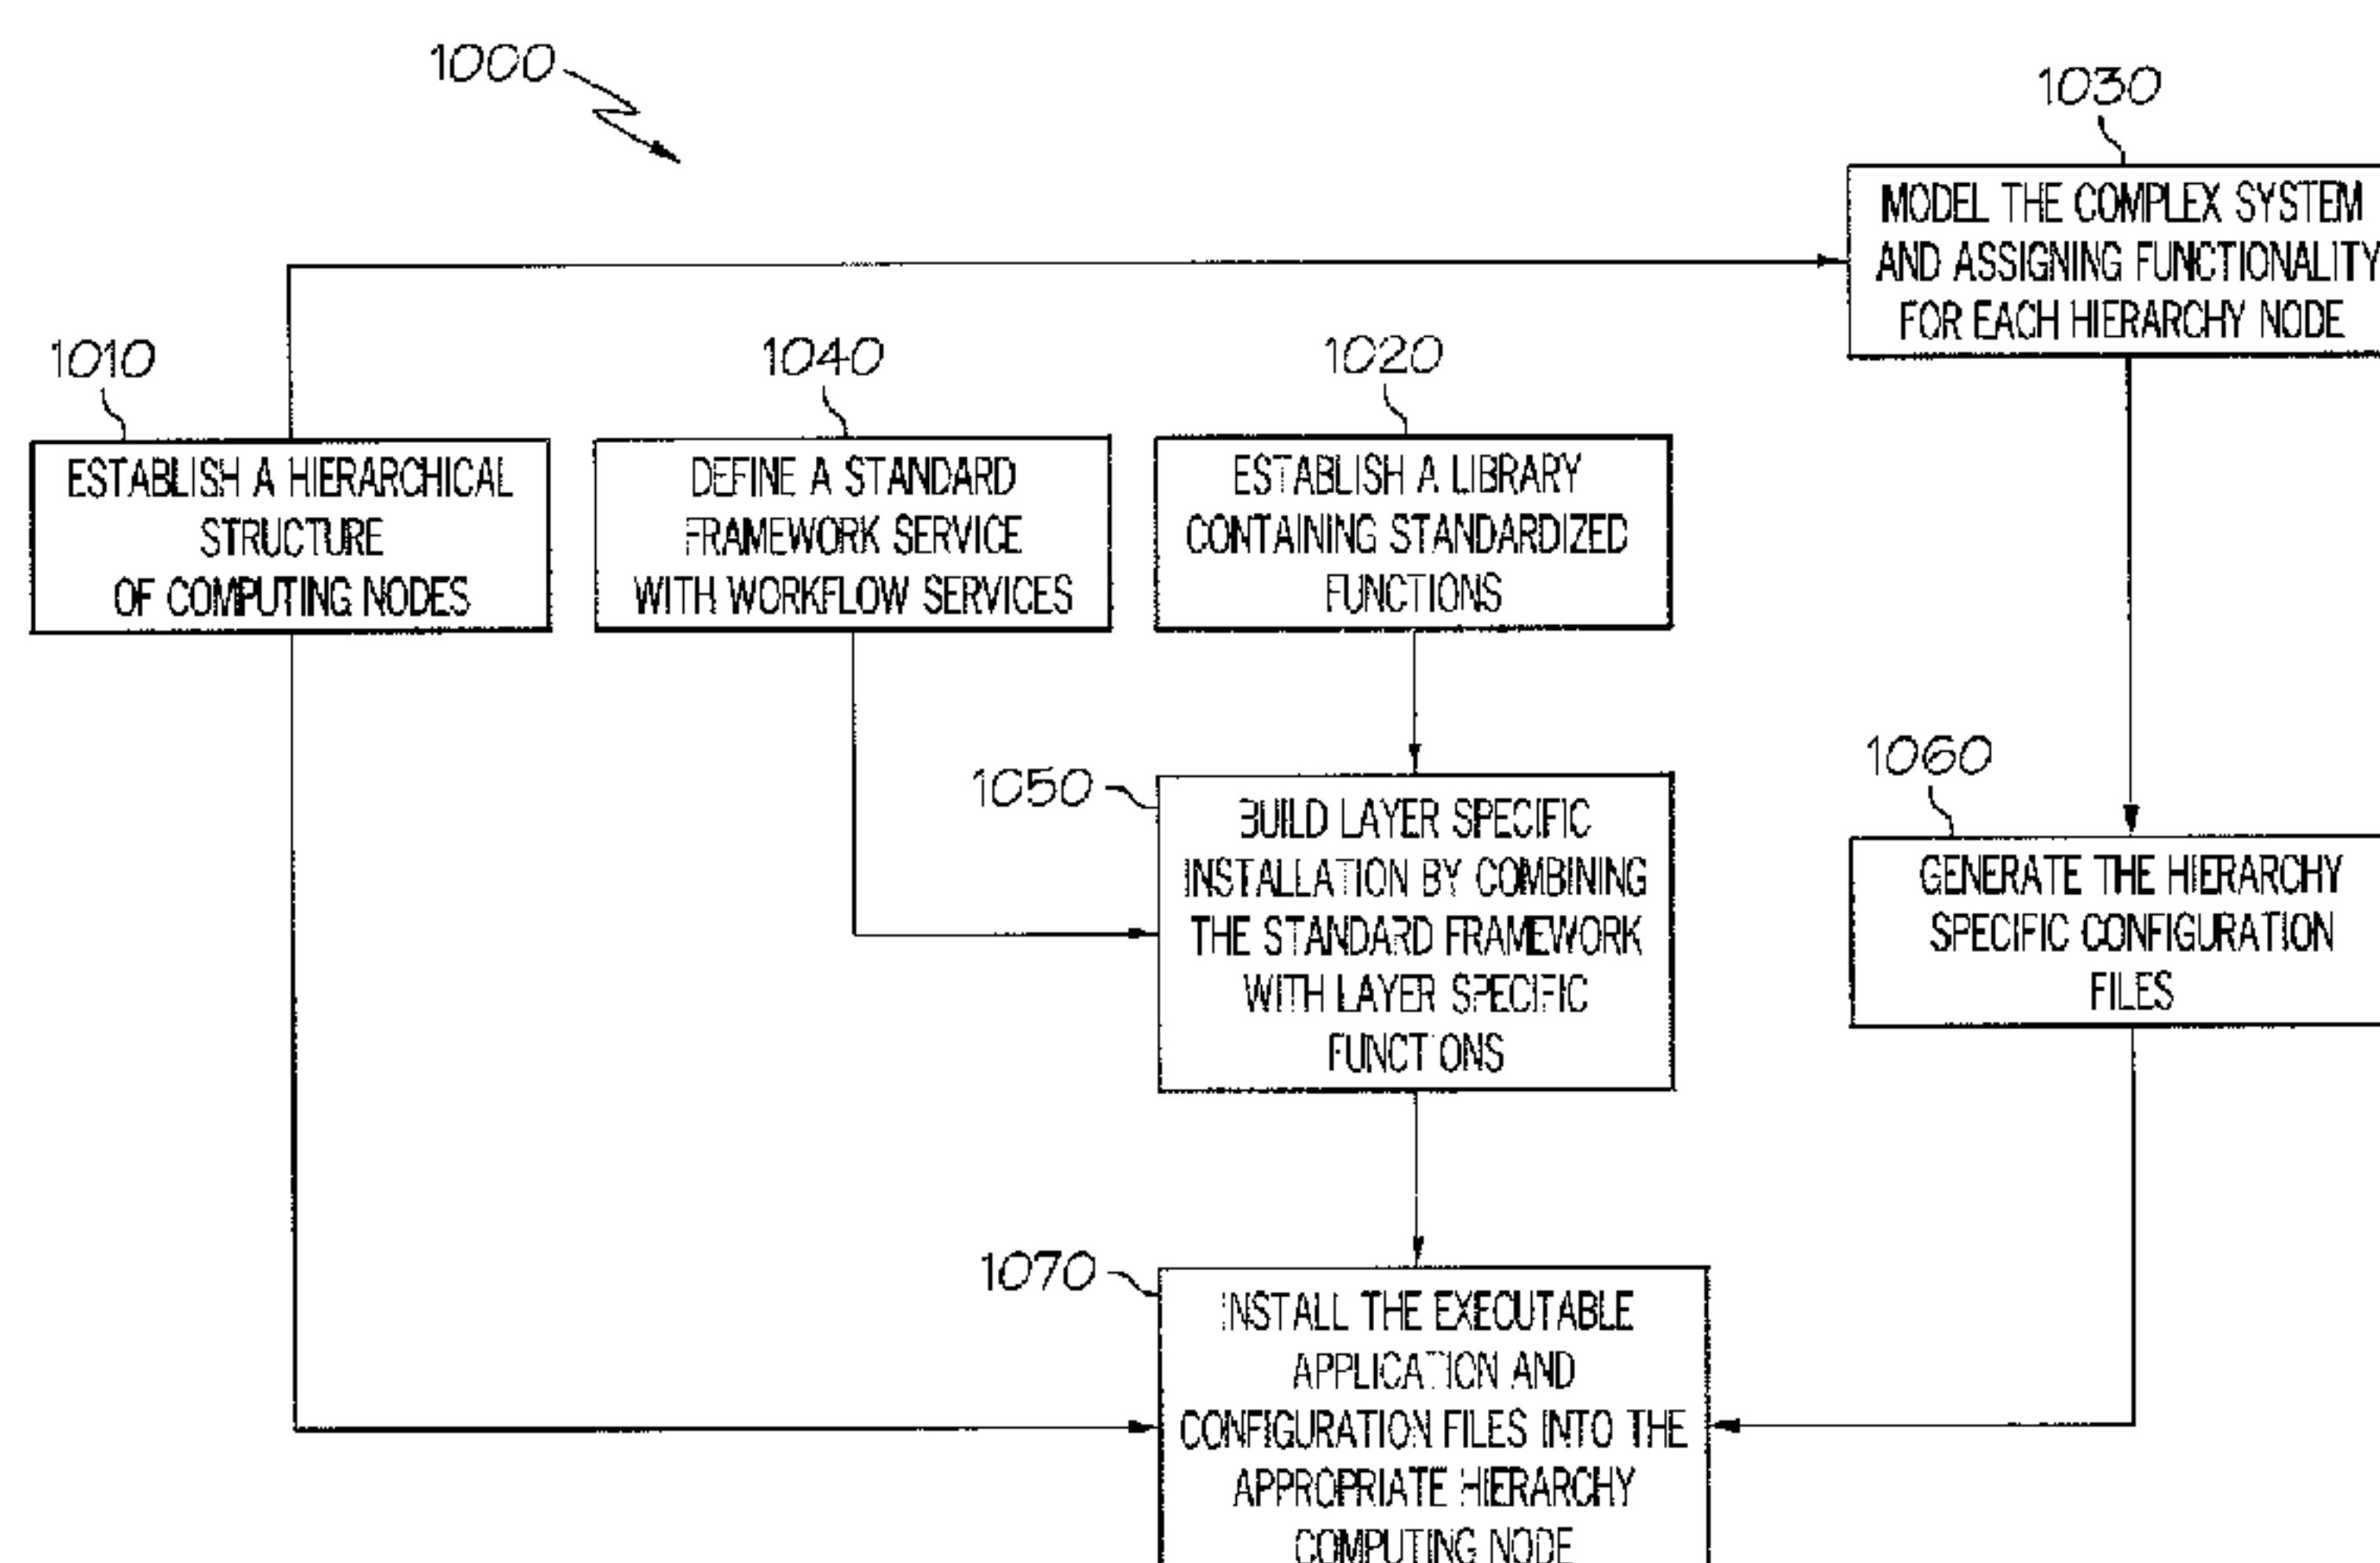 1000
1030
MODEL THE COMPLEX SYSTEM
AND ASSIGNING FUNCTIONALITY
FOR EACH HIERARCHY NODE
1010
ESTABLISH A HIERARCHICAL
STRUCTURE
OF COMPUTING NODES
1040
DEFINE A STANDARD
FRAMEWORK SERVICE
WITH WORKFLOW SERVICES
1020
ESTABLISH A LIBRARY
CONTAINING STANDARDIZED
FUNCTIONS
1050
BUILD LAYER SPECIFIC
INSTALLATION BY COMBINING
THE STANDARD FRAMEWORK
WITH LAYER SPECIFIC
FUNCTIONS
1060
GENERATE THE HIERARCHY
SPECIFIC CONFIGURATION
FILES
1070
INSTALL THE EXECUTABLE
APPLICATION AND
CONFIGURATION FILES INTO THE
APPROPRIATE HIERARCHY
COMPUTING NODE